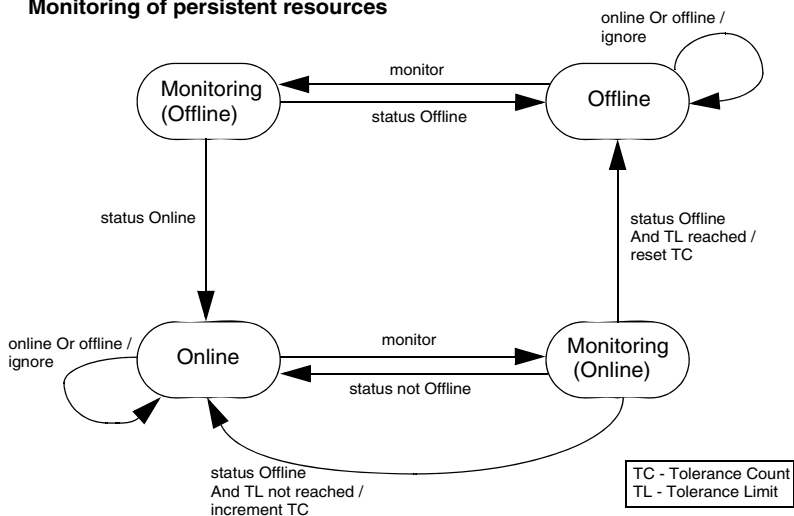 Monitoring of persistent resources
online Or offline /
ignore
Monitoring
(Offline)
monitor
status Offline
Offline
status Online
status Offline
And TL reached /
reset TC
online Or offline /
ignore
Online
monitor
status not Offline
Monitoring
(Online)
status Offline
And TL not reached /
increment TC
TC - Tolerance Count
TL - Tolerance Limit